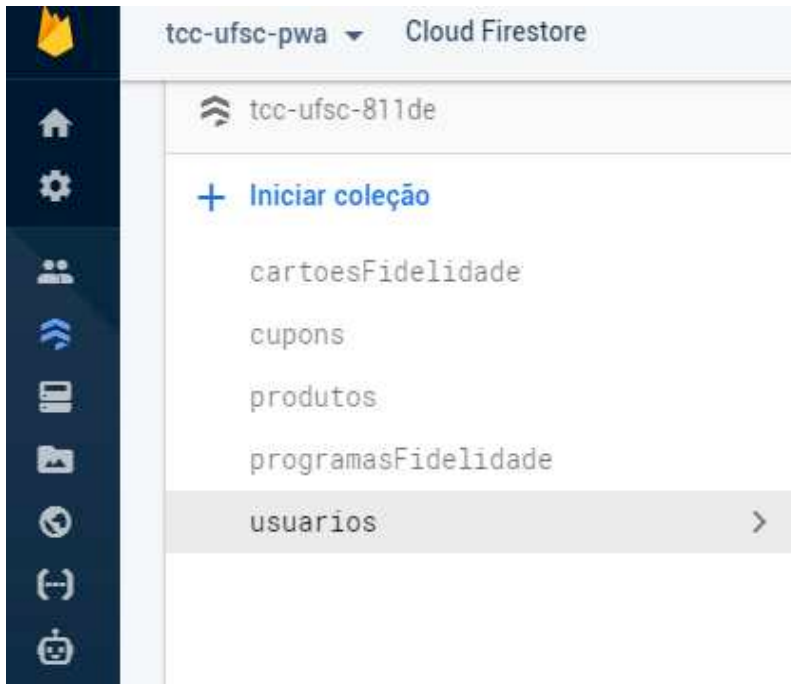 tcc-ufsc-pwa Cloud Firestore
tcc-ufsc-811de
+ Iniciar coleção
cartoesFidelidade
cupons
produtos
programasFidelidade
usuarios